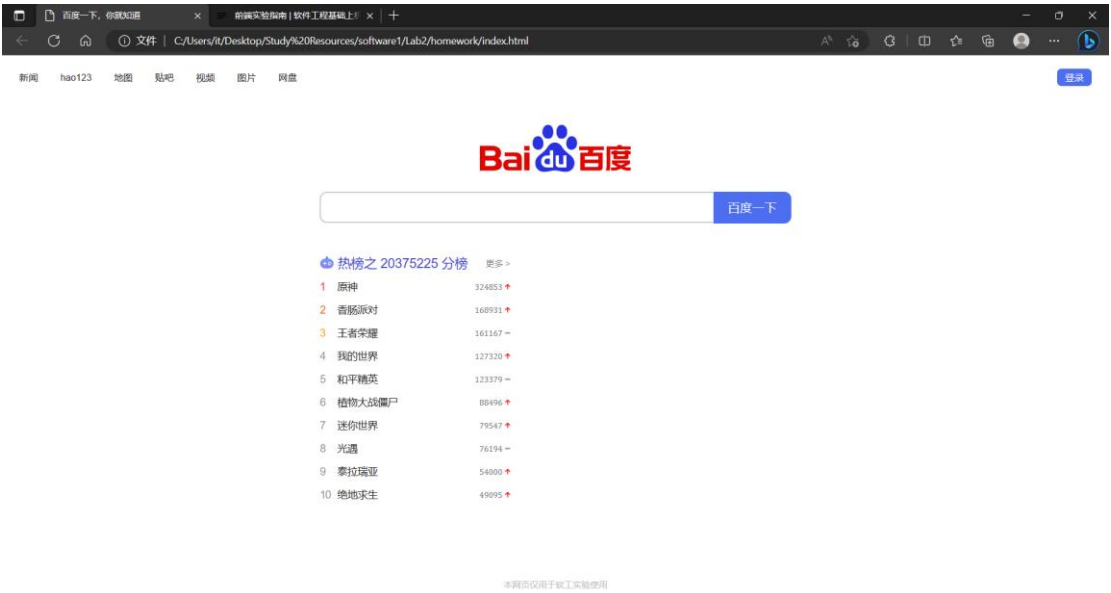 百度一下，你就知道
前端实验指南 | 软件工程基础上
文件 | C:/Users/it/Desktop/Study%20Resources/software1/Lab2/homework/index.html
新闻 hao123 地图 贴吧 视频 图片 网盘 登录
Bai du 百度
百度一下
热榜之 20375225 分榜 更多 >
1 原神 324853 ↑
2 香肠派对 168931 ↑
3 王者荣耀 161167 −
4 我的世界 127320 ↑
5 和平精英 123379 −
6 植物大战僵尸 88496 ↑
7 迷你世界 79547 ↑
8 光遇 76194 −
9 泰拉瑞亚 54000 ↑
10 绝地求生 49095 ↑
本网页仅用于软工实验使用